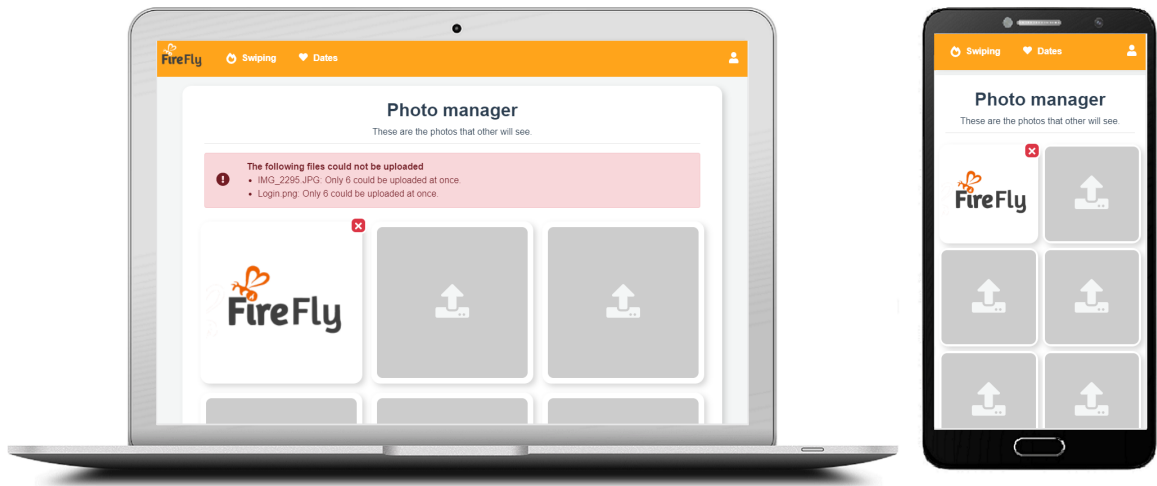 FireFly Swiping Dates
Photo manager
These are the photos that other will see.
The following files could not be uploaded
IMG_2295.JPG: Only 6 could be uploaded at once.
Login.png: Only 6 could be uploaded at once.
FireFly
Swiping Dates
Photo manager
These are the photos that other will see.
FireFly